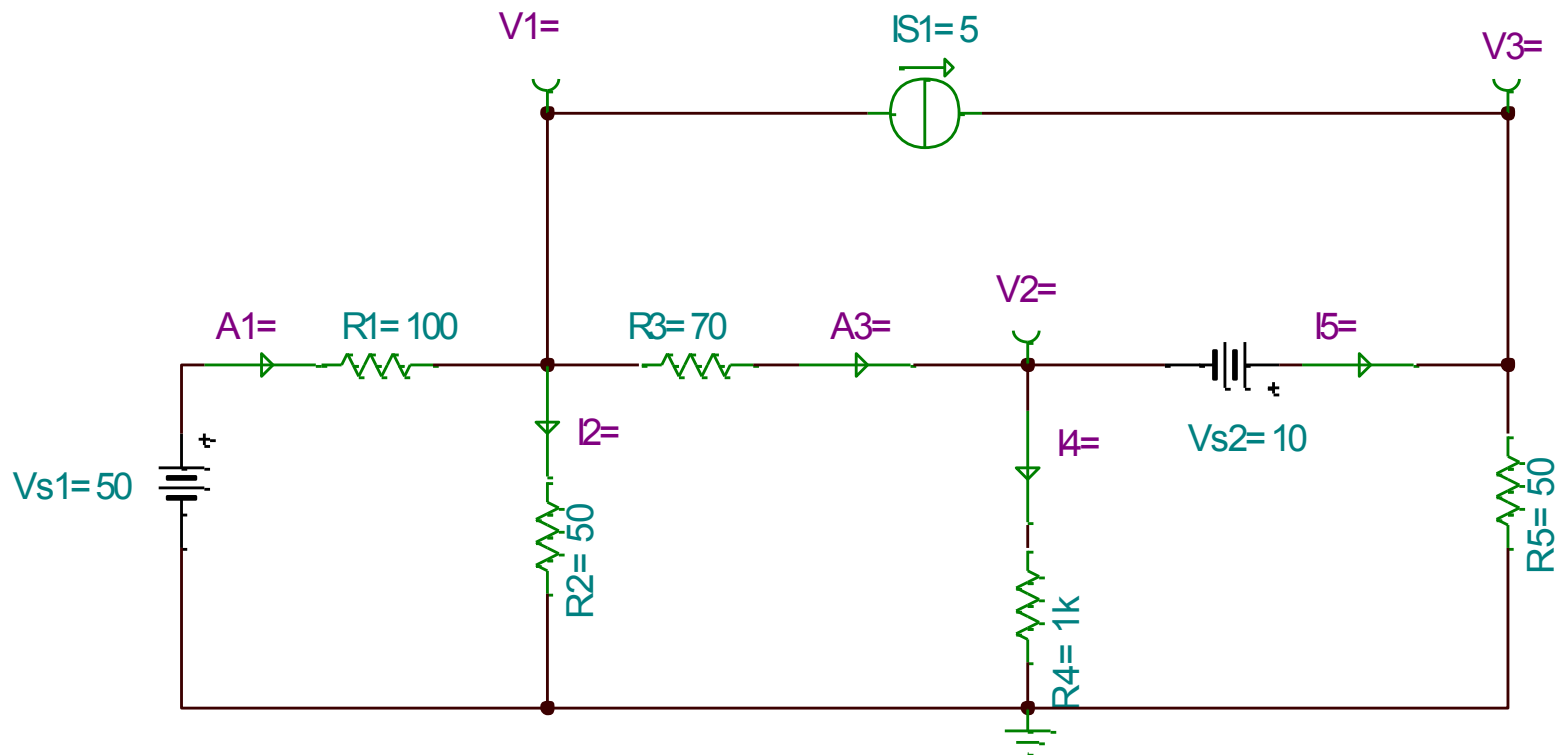 V1=
IS1= 5
V3=
V2=
A1=
R1= 100
R3= 70
A3=
I5=
+
I2=
I4=
Vs2= 10
+
Vs1= 50
R2= 50
R5= 50
R4= 1k